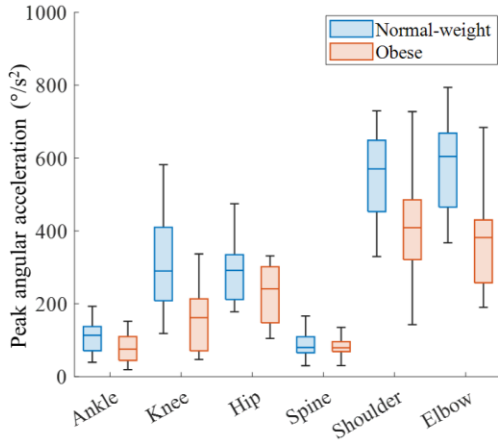 Peak angular acceleration (°/s²)
1000
800
600
400
200
0
Normal-weight
Obese
Ankle
Knee
Hip
Spine
Shoulder
Elbow